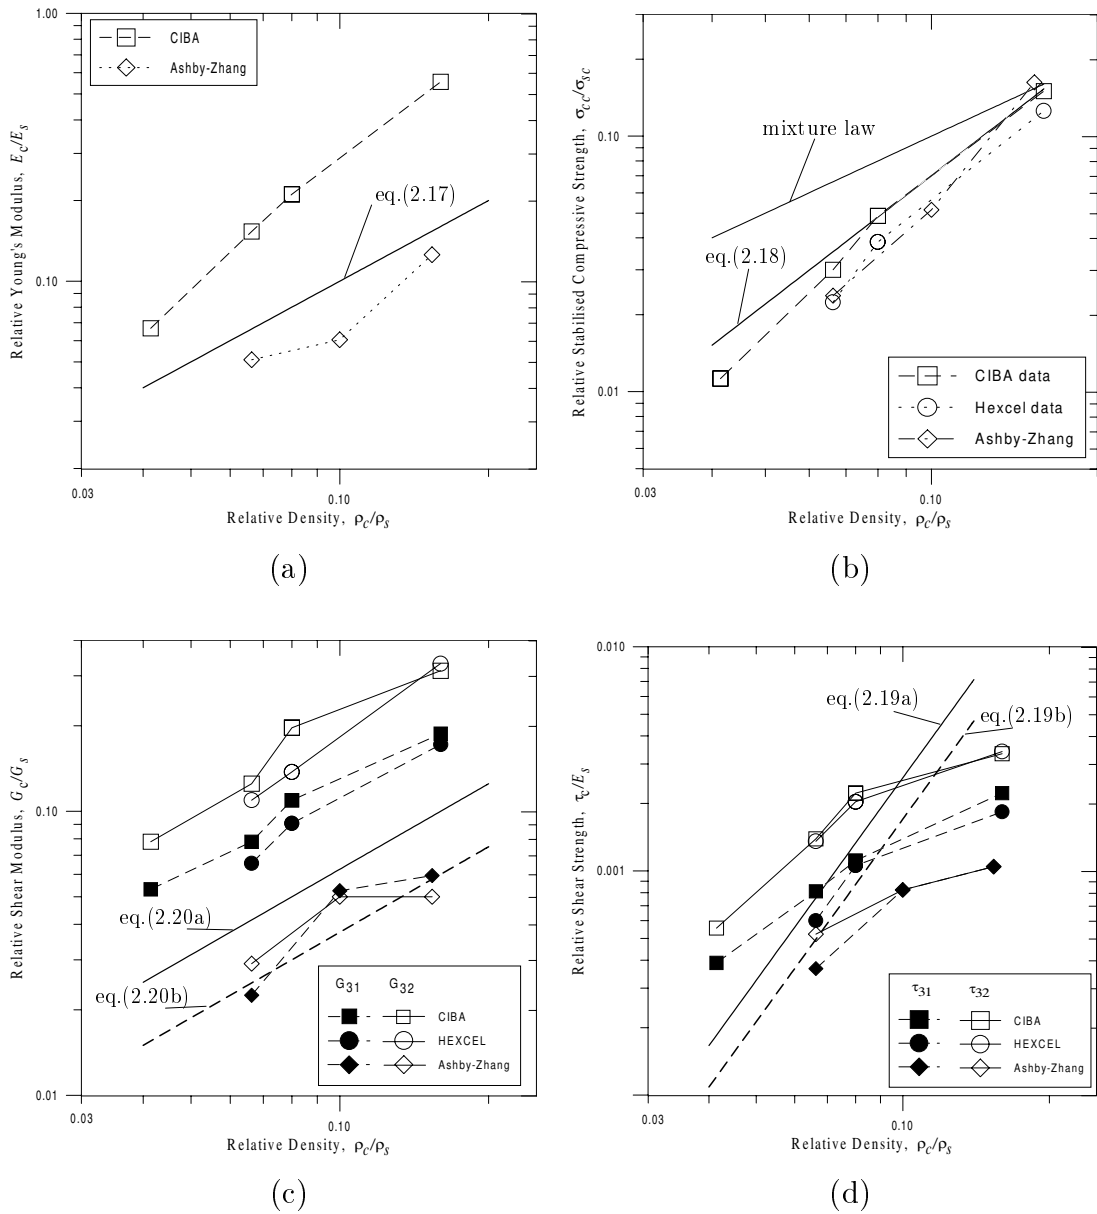 1.00
CIBA
Ashby-Zhang
eq.(2.17)
0.10
Relative Young's Modulus, E_c/E_s
0.03
0.10
Relative Density, ρ_c/ρ_s
(a)
mixture law
0.10
eq.(2.18)
0.01
Relative Stabilised Compressive Strength, σ_cc/σ_sc
CIBA data
Hexcel data
Ashby-Zhang
0.03
0.10
Relative Density, ρ_c/ρ_s
(b)
0.10
Relative Shear Modulus, G_c/G_s
eq.(2.20a)
eq.(2.20b)
G31 G32
CIBA
HEXCEL
Ashby-Zhang
0.01
0.03
0.10
Relative Density, ρ_c/ρ_s
(c)
0.010
eq.(2.19a)
eq.(2.19b)
0.001
Relative Shear Strength, τ_c/E_s
τ31 τ32
CIBA
HEXCEL
Ashby-Zhang
0.03
0.10
Relative Density, ρ_c/ρ_s
(d)